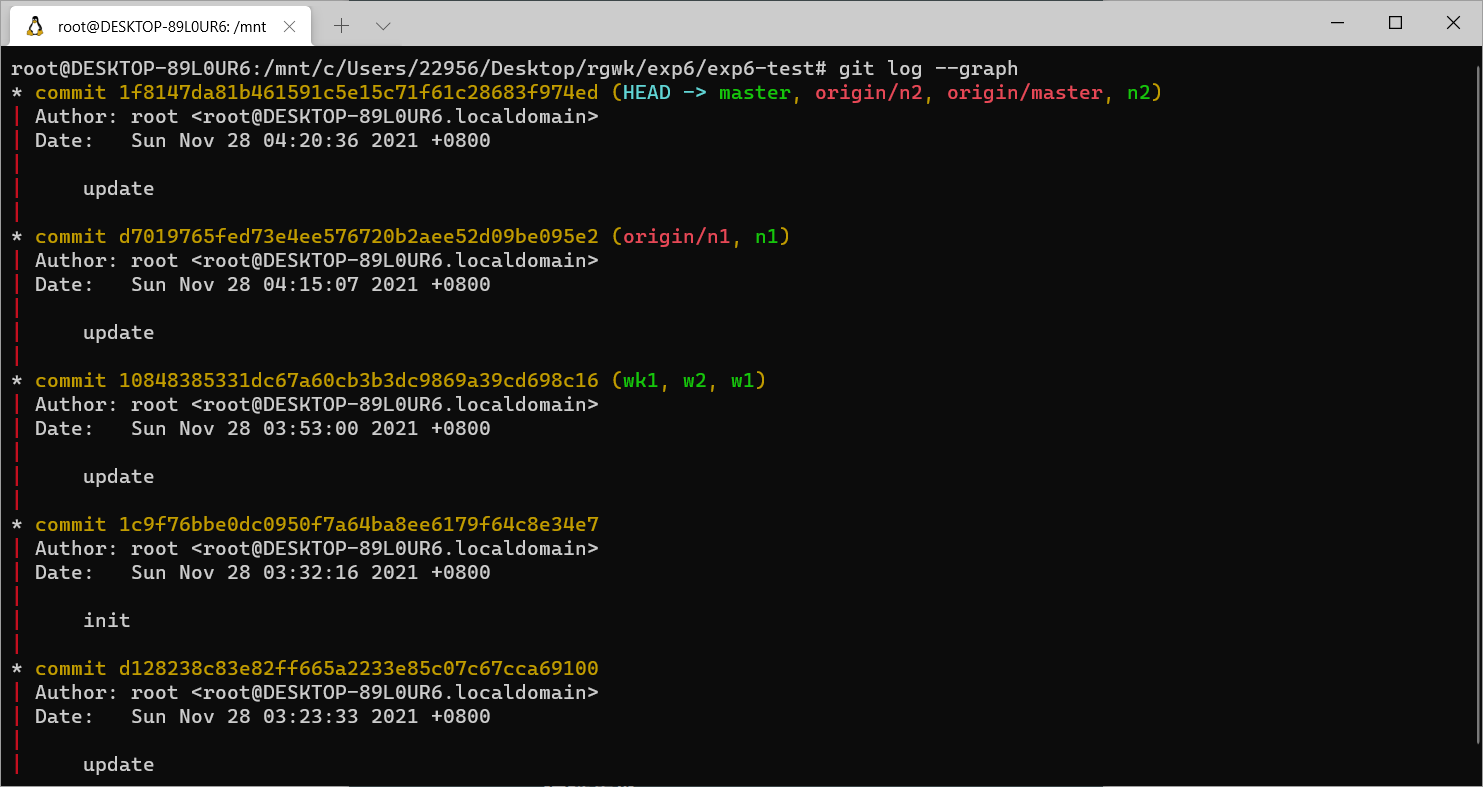 root@DESKTOP-89L0UR6: /mnt
root@DESKTOP-89L0UR6:/mnt/c/Users/22956/Desktop/rgwk/exp6/exp6-test# git log --graph
* commit 1f8147da81b461591c5e15c71f61c28683f974ed (HEAD -> master, origin/n2, origin/master, n2)
| Author: root <root@DESKTOP-89L0UR6.localdomain>
| Date:   Sun Nov 28 04:20:36 2021 +0800
|
|     update
|
* commit d7019765fed73e4ee576720b2aee52d09be095e2 (origin/n1, n1)
| Author: root <root@DESKTOP-89L0UR6.localdomain>
| Date:   Sun Nov 28 04:15:07 2021 +0800
|
|     update
|
* commit 10848385331dc67a60cb3b3dc9869a39cd698c16 (wk1, w2, w1)
| Author: root <root@DESKTOP-89L0UR6.localdomain>
| Date:   Sun Nov 28 03:53:00 2021 +0800
|
|     update
|
* commit 1c9f76bbe0dc0950f7a64ba8ee6179f64c8e34e7
| Author: root <root@DESKTOP-89L0UR6.localdomain>
| Date:   Sun Nov 28 03:32:16 2021 +0800
|
|     init
|
* commit d128238c83e82ff665a2233e85c07c67cca69100
| Author: root <root@DESKTOP-89L0UR6.localdomain>
| Date:   Sun Nov 28 03:23:33 2021 +0800
|
|     update